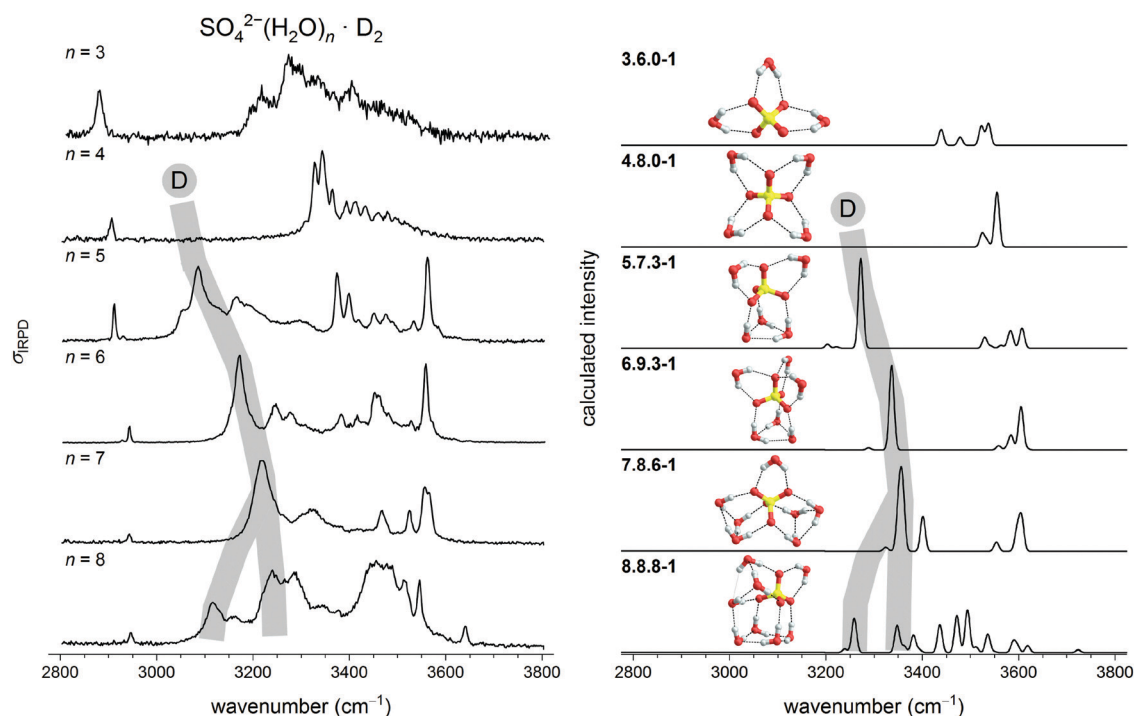 SO₄²⁻(H₂O)ₙ · D₂
n = 3
n = 4
D
n = 5
n = 6
n = 7
n = 8
σIRPD
2800 3000 3200 3400 3600 3800
wavenumber (cm⁻¹)
3.6.0-1
4.8.0-1
D
5.7.3-1
6.9.3-1
7.8.6-1
8.8.8-1
calculated intensity
2800 3000 3200 3400 3600 3800
wavenumber (cm⁻¹)